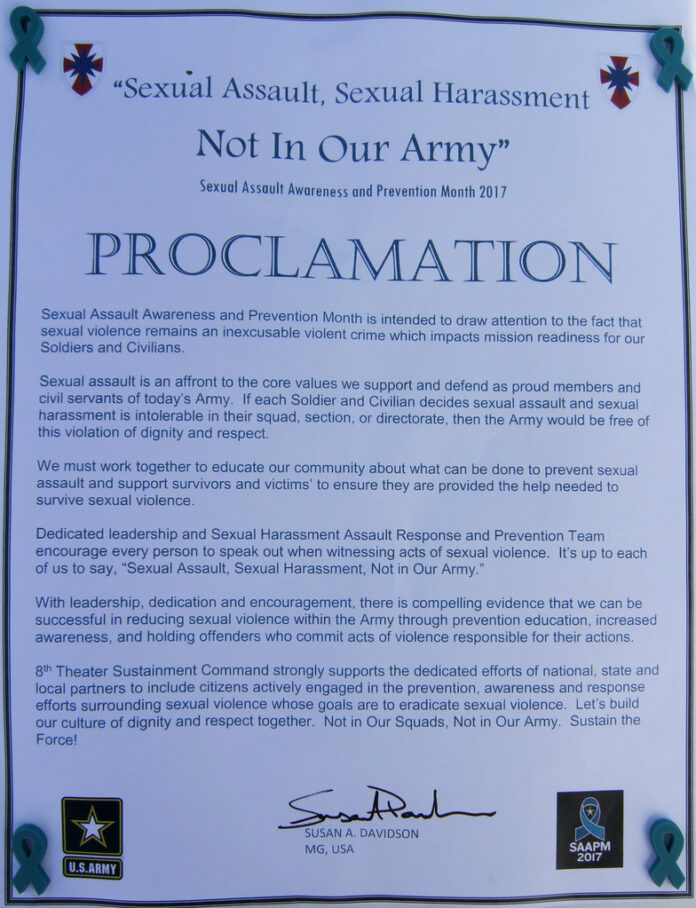 “Sexual Assault, Sexual Harassment
Not In Our Army”
Sexual Assault Awareness and Prevention Month 2017
PROCLAMATION
Sexual Assault Awareness and Prevention Month is intended to draw attention to the fact that
sexual violence remains an inexcusable violent crime which impacts mission readiness for our
Soldiers and Civilians.
Sexual assault is an affront to the core values we support and defend as proud members and
civil servants of today’s Army. If each Soldier and Civilian decides sexual assault and sexual
harassment is intolerable in their squad, section, or directorate, then the Army would be free of
this violation of dignity and respect.
We must work together to educate our community about what can be done to prevent sexual
assault and support survivors and victims’ to ensure they are provided the help needed to
survive sexual violence.
Dedicated leadership and Sexual Harassment Assault Response and Prevention Team
encourage every person to speak out when witnessing acts of sexual violence. It’s up to each
of us to say, “Sexual Assault, Sexual Harassment, Not in Our Army.”
With leadership, dedication and encouragement, there is compelling evidence that we can be
successful in reducing sexual violence within the Army through prevention education, increased
awareness, and holding offenders who commit acts of violence responsible for their actions.
8th Theater Sustainment Command strongly supports the dedicated efforts of national, state and
local partners to include citizens actively engaged in the prevention, awareness and response
efforts surrounding sexual violence whose goals are to eradicate sexual violence. Let’s build
our culture of dignity and respect together. Not in Our Squads, Not in Our Army. Sustain the
Force!
SUSAN A. DAVIDSON
MG, USA
U.S.ARMY
SAAPM
2017